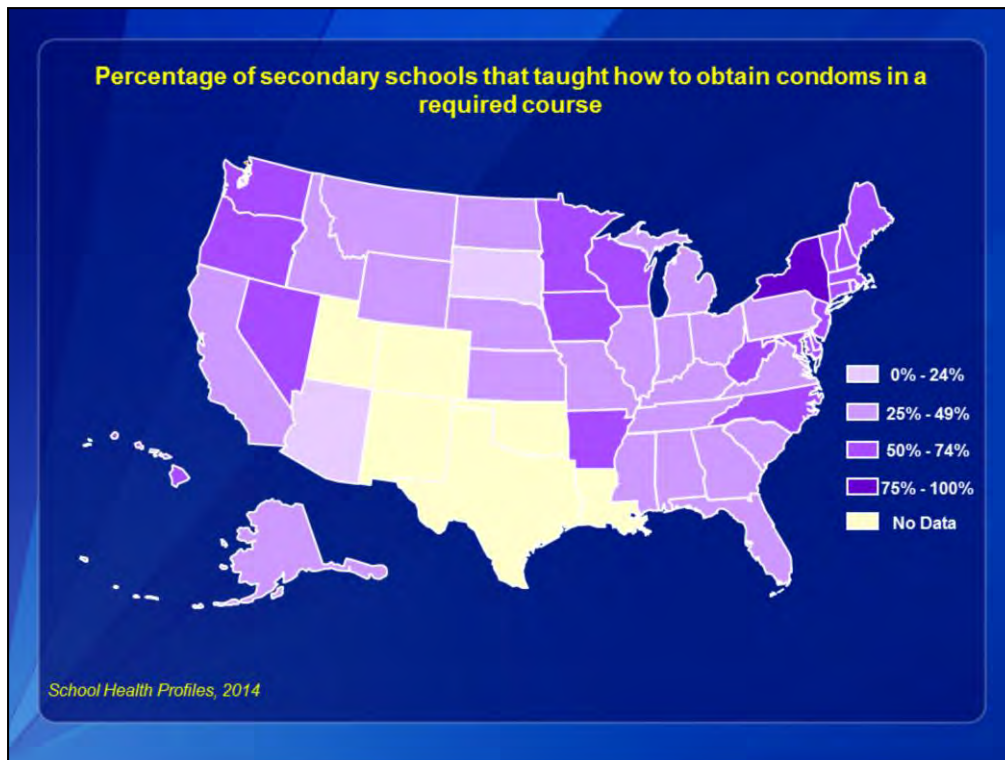 Percentage of secondary schools that taught how to obtain condoms in a
required course
0% - 24%
25% - 49%
50% - 74%
75% - 100%
No Data
School Health Profiles, 2014